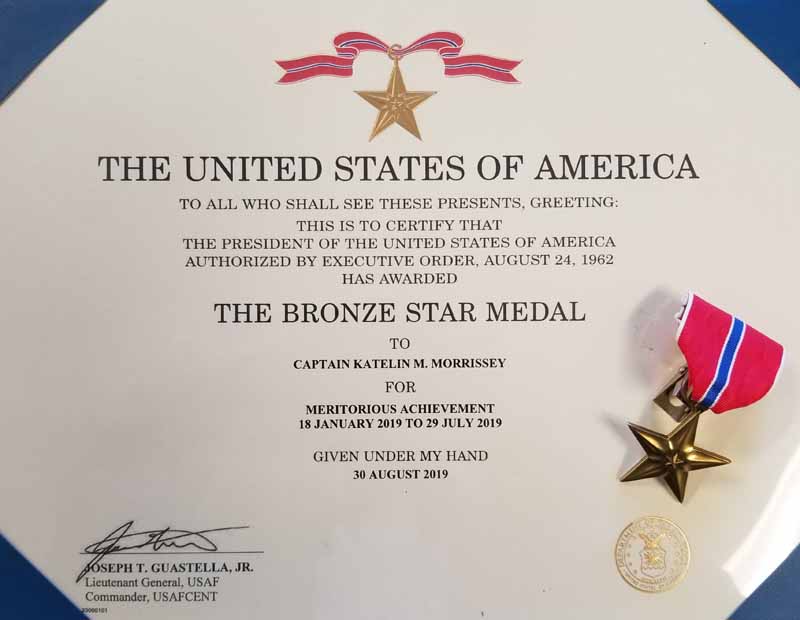 THE UNITED STATES OF AMERICA
TO ALL WHO SHALL SEE THESE PRESENTS, GREETING:
THIS IS TO CERTIFY THAT
THE PRESIDENT OF THE UNITED STATES OF AMERICA
AUTHORIZED BY EXECUTIVE ORDER, AUGUST 24, 1962
HAS AWARDED
THE BRONZE STAR MEDAL
TO
CAPTAIN KATELIN M. MORRISSEY
FOR
MERITORIOUS ACHIEVEMENT
18 JANUARY 2019 TO 29 JULY 2019
GIVEN UNDER MY HAND
30 AUGUST 2019
JOSEPH T. GUASTELLA, JR.
Lieutenant General, USAF
Commander, USAFCENT